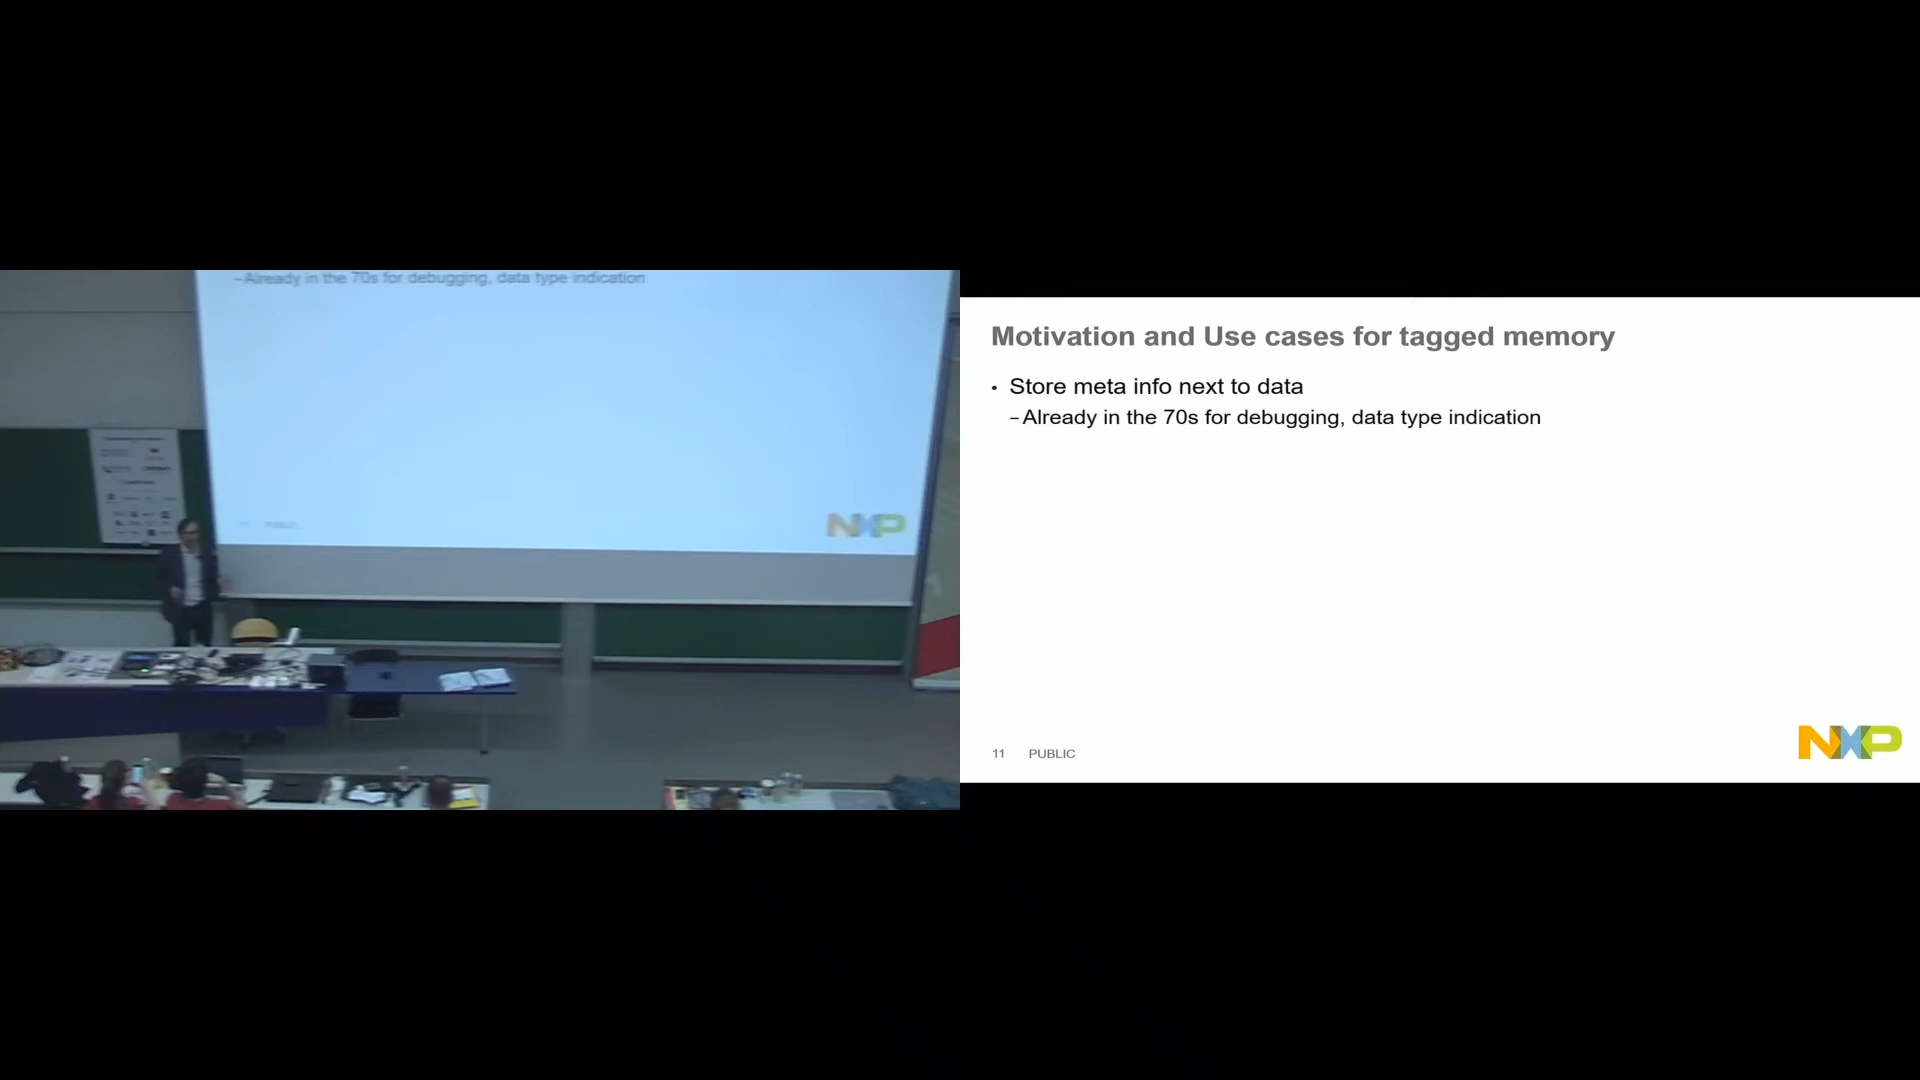 –Already in the 70s for debugging, data type indication
NXP
Motivation and Use cases for tagged memory
• Store meta info next to data
–Already in the 70s for debugging, data type indication
11 PUBLIC
NXP